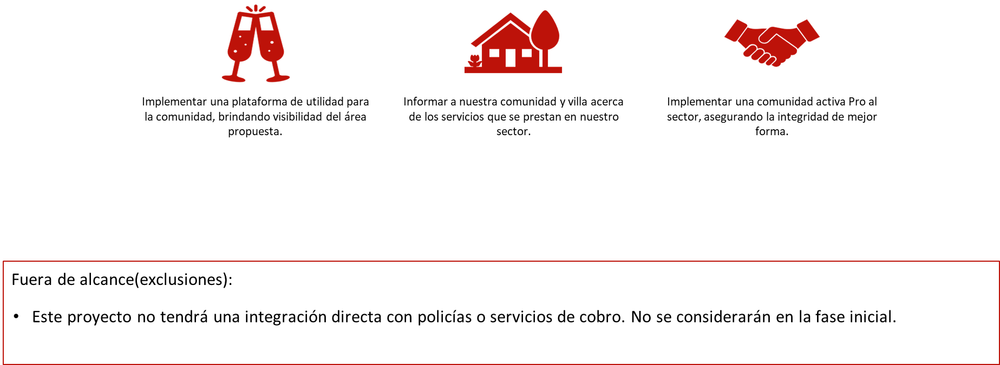 Implementar una plataforma de utilidad para
la comunidad, brindando visibilidad del área
propuesta.
Informar a nuestra comunidad y villa acerca
de los servicios que se prestan en nuestro
sector.
Implementar una comunidad activa Pro al
sector, asegurando la integridad de mejor
forma.
Fuera de alcance(exclusiones):
• Este proyecto no tendrá una integración directa con policías o servicios de cobro. No se considerarán en la fase inicial.